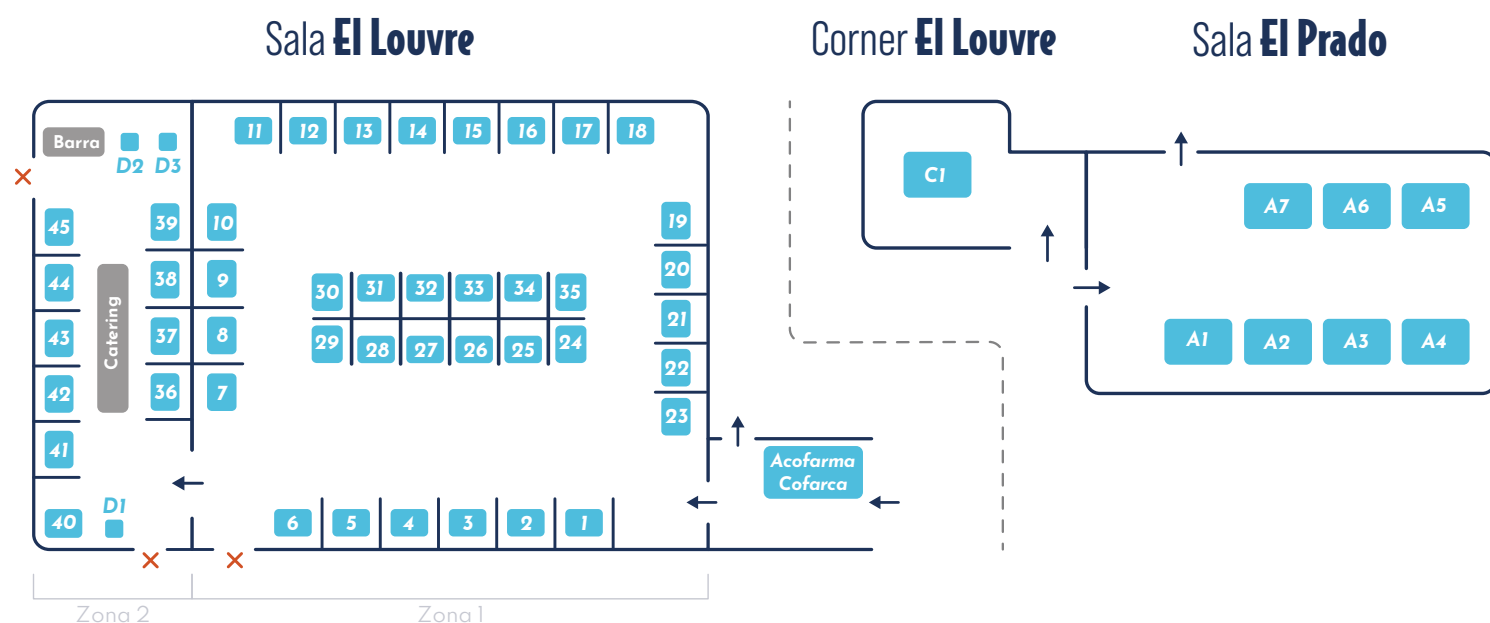 Sala El Louvre
Corner El Louvre
Sala El Prado
Barra
D2 D3
11 12 13 14 15 16 17 18
45 39 10 19
44 38 9 20
43 37 8 21
42 36 7 22
41 23
Catering
30 31 32 33 34 35
29 28 27 26 25 24
40 D1
6 5 4 3 2 1
Acofarma
Cofarca
C1
A7 A6 A5
A1 A2 A3 A4
Zona 2
Zona 1